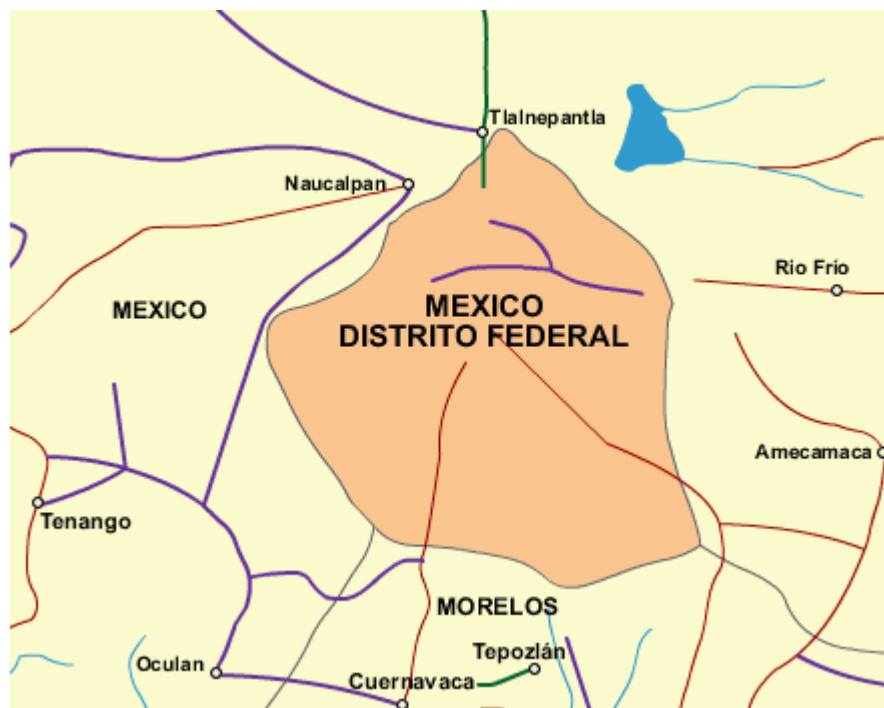 Tlalnepantla
Naucalpan
Rio Frio
MEXICO
MEXICO
DISTRITO FEDERAL
Amecamaca
Tenango
MORELOS
Oculan
Tepozlán
Cuernavaca